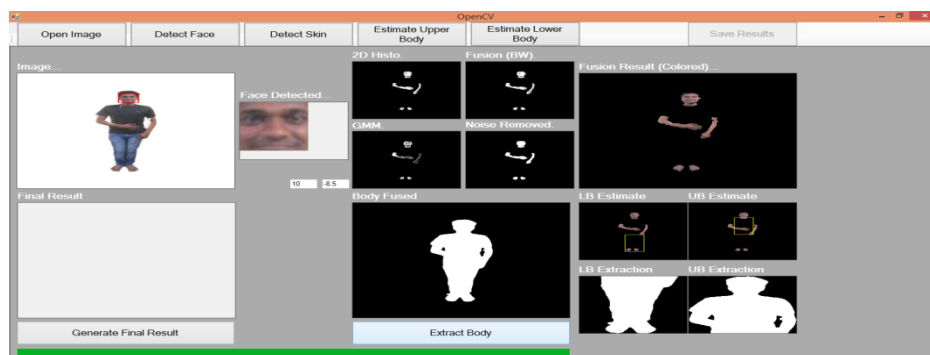 OpenCV
Open Image
Detect Face
Detect Skin
Estimate Upper
Body
Estimate Lower
Body
Save Results
Image...
Face Detected...
2D Histo.
Fusion (BW).
Fusion Result (Colored)...
GMM.
Noise Removed.
10
-8.5
Final Result
Body Fused
LB Estimate
UB Estimate
LB Extraction
UB Extraction
Generate Final Result
Extract Body